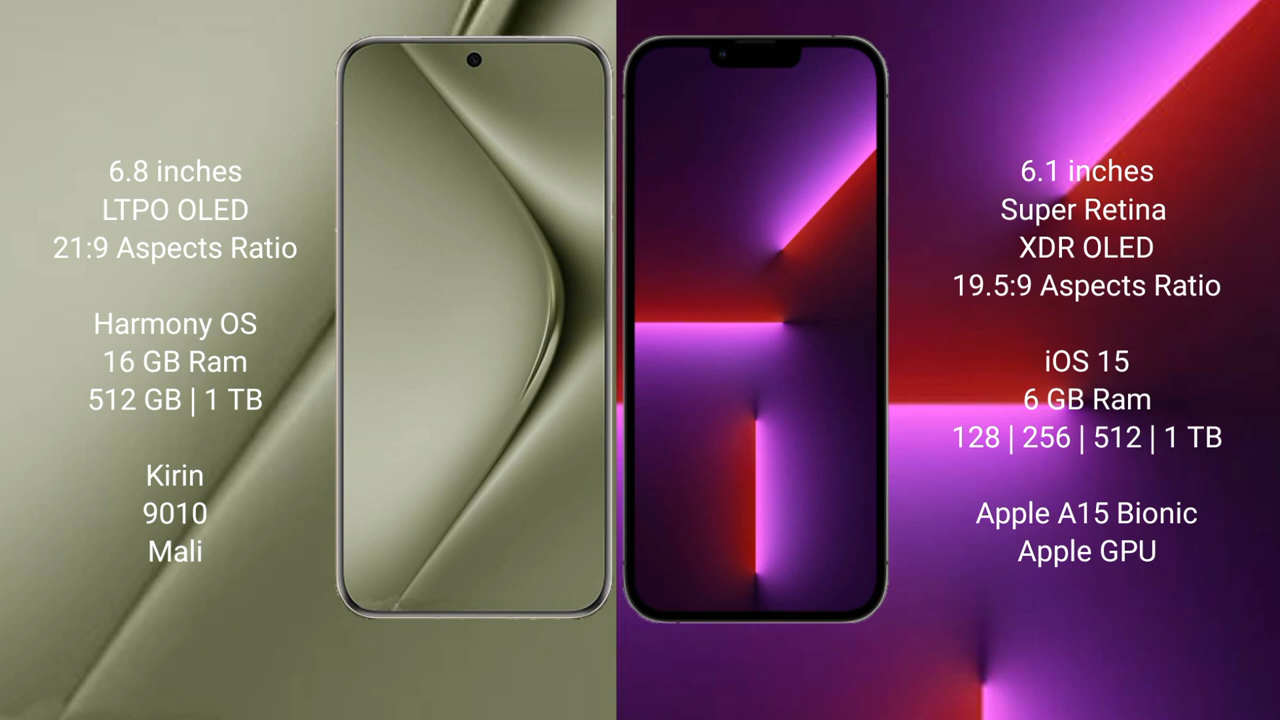 6.8 inches
LTPO OLED
21:9 Aspects Ratio
Harmony OS
16 GB Ram
512 GB | 1 TB
Kirin
9010
Mali
6.1 inches
Super Retina
XDR OLED
19.5:9 Aspects Ratio
iOS 15
6 GB Ram
128 | 256 | 512 | 1 TB
Apple A15 Bionic
Apple GPU